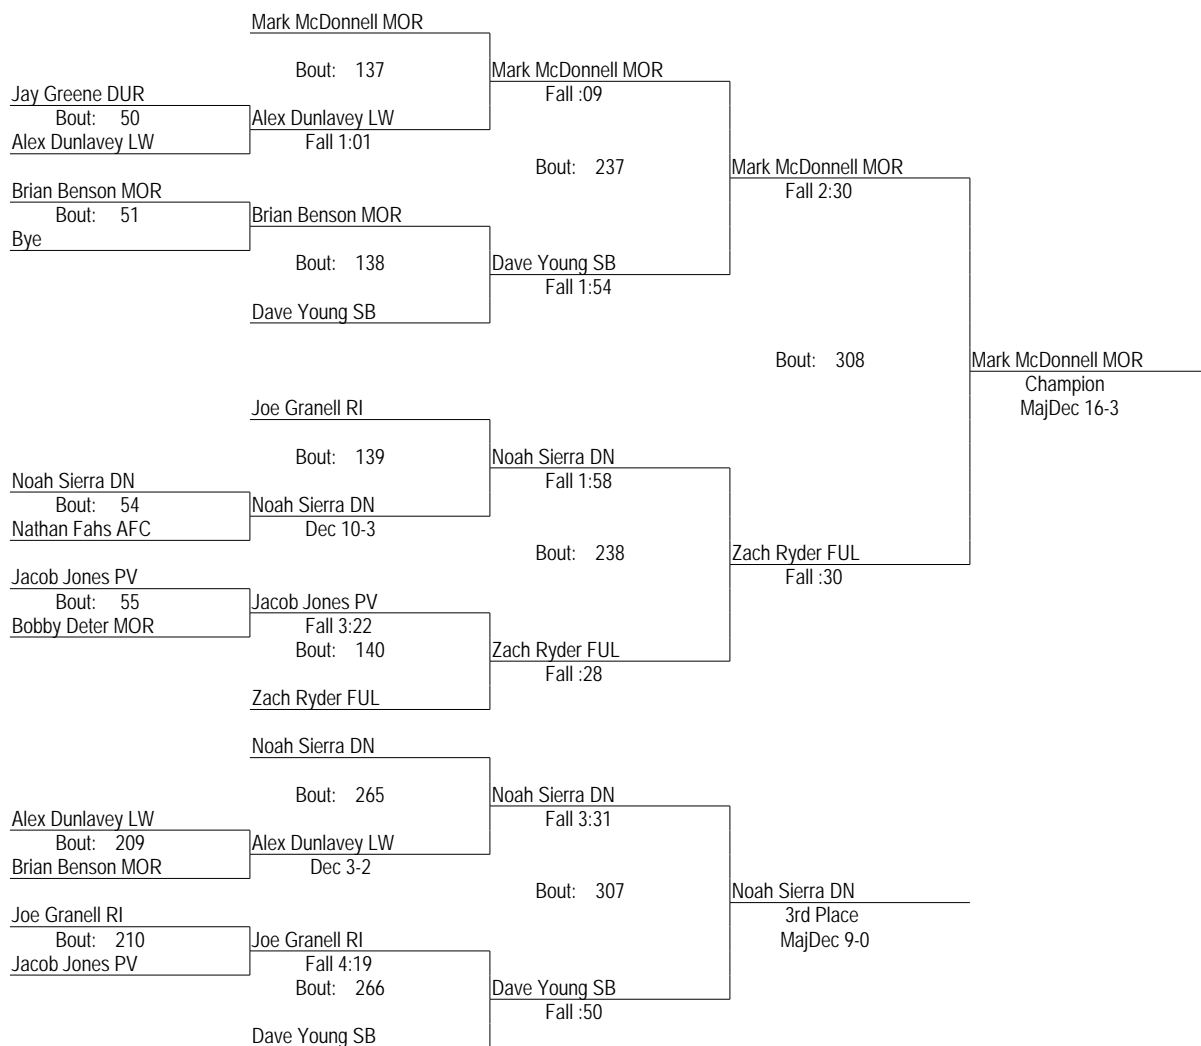 Mark McDonnell MOR
Bout: 137
Mark McDonnell MOR
Jay Greene DUR
Fall :09
Bout: 50
Alex Dunlavey LW
Alex Dunlavey LW
Fall 1:01
Bout: 237
Mark McDonnell MOR
Brian Benson MOR
Fall 2:30
Bout: 51
Brian Benson MOR
Bye
Bout: 138
Dave Young SB
Fall 1:54
Dave Young SB
Bout: 308
Mark McDonnell MOR
Champion
Joe Granell RI
MajDec 16-3
Bout: 139
Noah Sierra DN
Noah Sierra DN
Fall 1:58
Bout: 54
Noah Sierra DN
Nathan Fahs AFC
Dec 10-3
Bout: 238
Zach Ryder FUL
Jacob Jones PV
Fall :30
Bout: 55
Jacob Jones PV
Bobby Deter MOR
Fall 3:22
Bout: 140
Zach Ryder FUL
Fall :28
Zach Ryder FUL
Noah Sierra DN
Bout: 265
Noah Sierra DN
Alex Dunlavey LW
Fall 3:31
Bout: 209
Alex Dunlavey LW
Brian Benson MOR
Dec 3-2
Bout: 307
Noah Sierra DN
Joe Granell RI
3rd Place
Bout: 210
Joe Granell RI
MajDec 9-0
Jacob Jones PV
Fall 4:19
Bout: 266
Dave Young SB
Fall :50
Dave Young SB